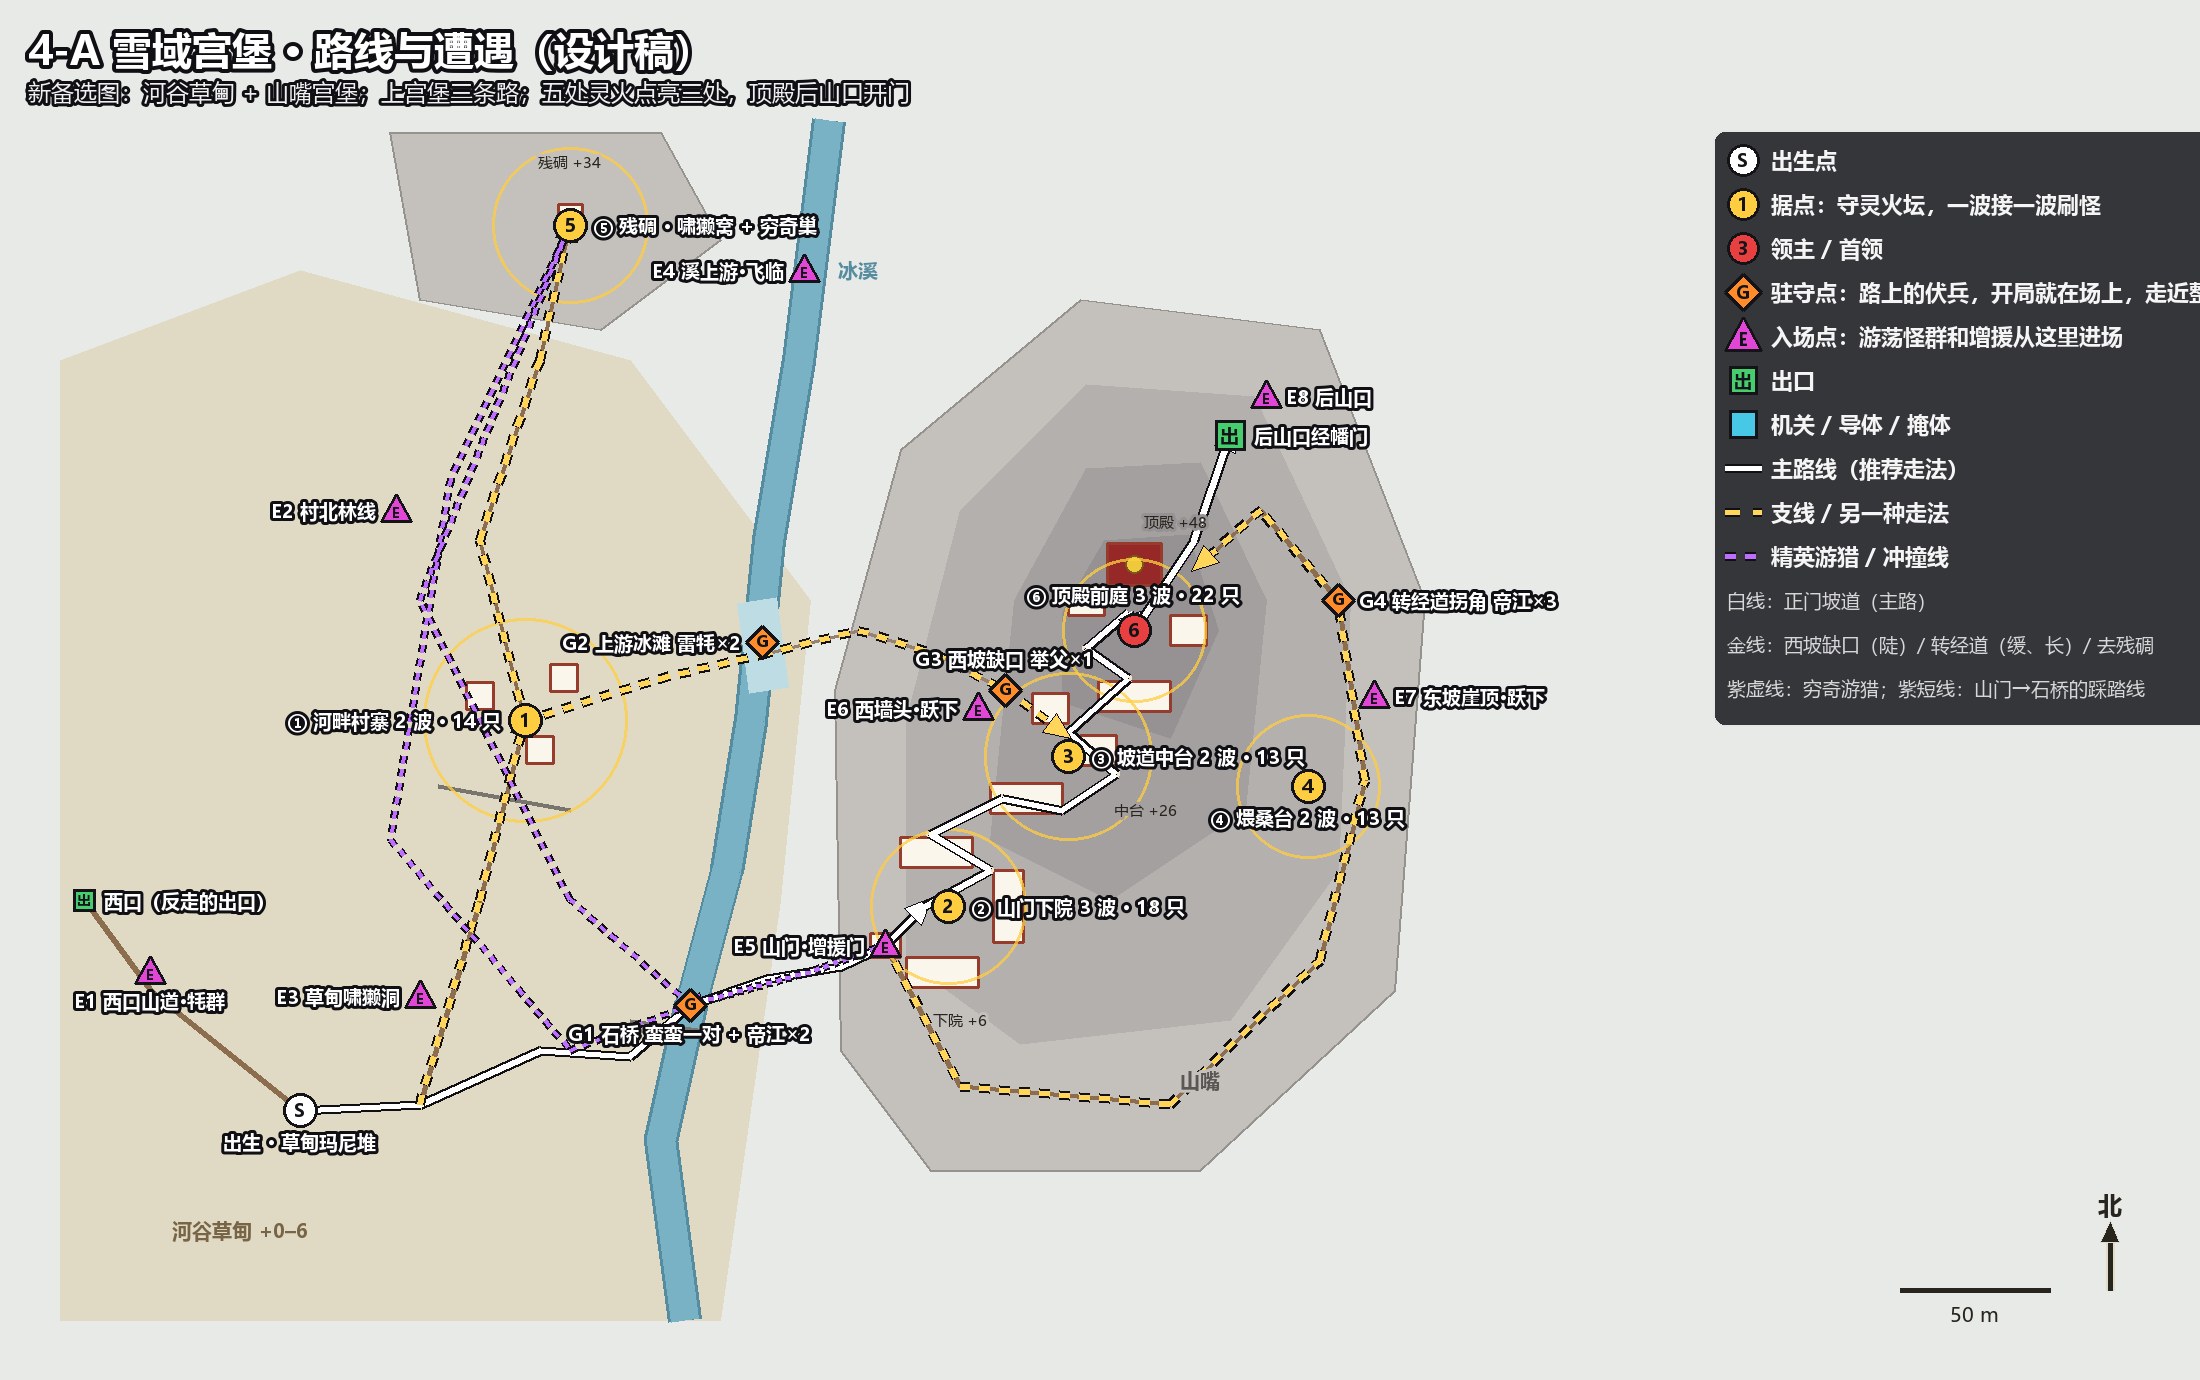 4-A 雪域宫堡・路线与遭遇（设计稿）
新备选图：河谷草甸 + 山嘴宫堡；上宫堡三条路；五处灵火点亮三处，顶殿后山口开门
残碉 +34
5
⑤ 残碉・啸獭窝 + 穷奇巢
E4 溪上游・飞临
E
冰溪
E
E8 后山口
出
后山口经幡门
E2 村北林线
E
顶殿 +48
⑥ 顶殿前庭 3 波・22 只
6
G
G4 转经道拐角 帝江×3
G2 上游冰滩 雷牦×2
G
G3 西坡缺口 举父×1
G
E6 西墙头・跃下
E
E
E7 东坡崖顶・跃下
① 河畔村寨 2 波・14 只
1
3
③ 坡道中台 2 波・13 只
4
中台 +26
④ 煨桑台 2 波・13 只
出
西口（反走的出口）
2
② 山门下院 3 波・18 只
E5 山门・增援门
E
E
E1 西口山道・牦群
E3 草甸啸獭洞
E
G
G1 石桥 蛮蛮一对 + 帝江×2
下院 +6
山嘴
S
出生・草甸玛尼堆
河谷草甸 +0–6
S 出生点
1 据点：守灵火坛，一波接一波刷怪
3 领主 / 首领
G 驻守点：路上的伏兵，开局就在场上，走近整
E 入场点：游荡怪群和增援从这里进场
出 出口
机关 / 导体 / 掩体
主路线（推荐走法）
支线 / 另一种走法
精英游猎 / 冲撞线
白线：正门坡道（主路）
金线：西坡缺口（陡）/ 转经道（缓、长）/ 去残碉
紫虚线：穷奇游猎；紫短线：山门→石桥的踩踏线
北
50 m